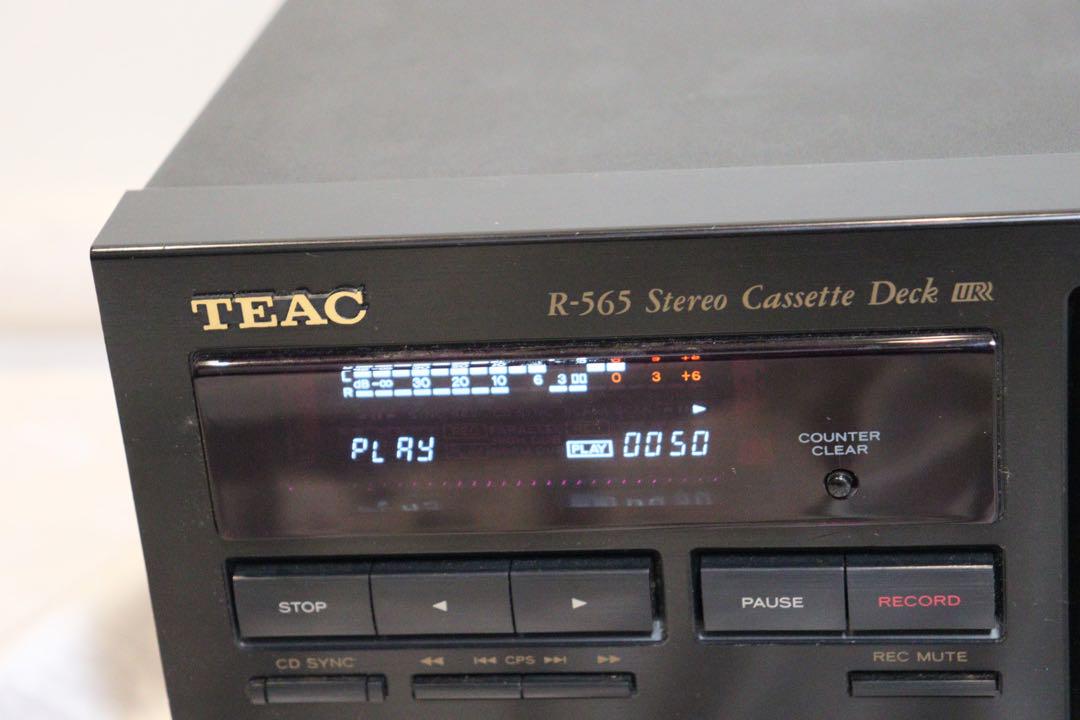 TEAC
R-565 Stereo Cassette Deck
L
dB -∞ 30 20 10 6 3 0 3 +6
R
PLAY PLAY 0050
COUNTER
CLEAR
STOP ◀ ▶ PAUSE RECORD
CD SYNC ◀◀ I◀◀ CPS ▶▶I ▶▶ REC MUTE